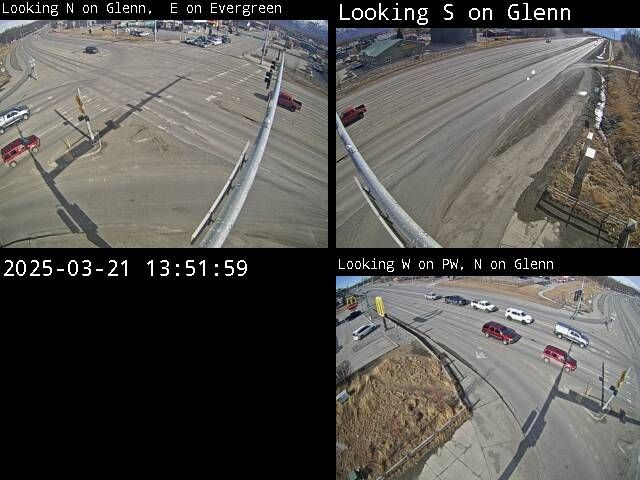 Looking N on Glenn,  E on Evergreen
Looking S on Glenn
2025-03-21 13:51:59
Looking W on PW, N on Glenn